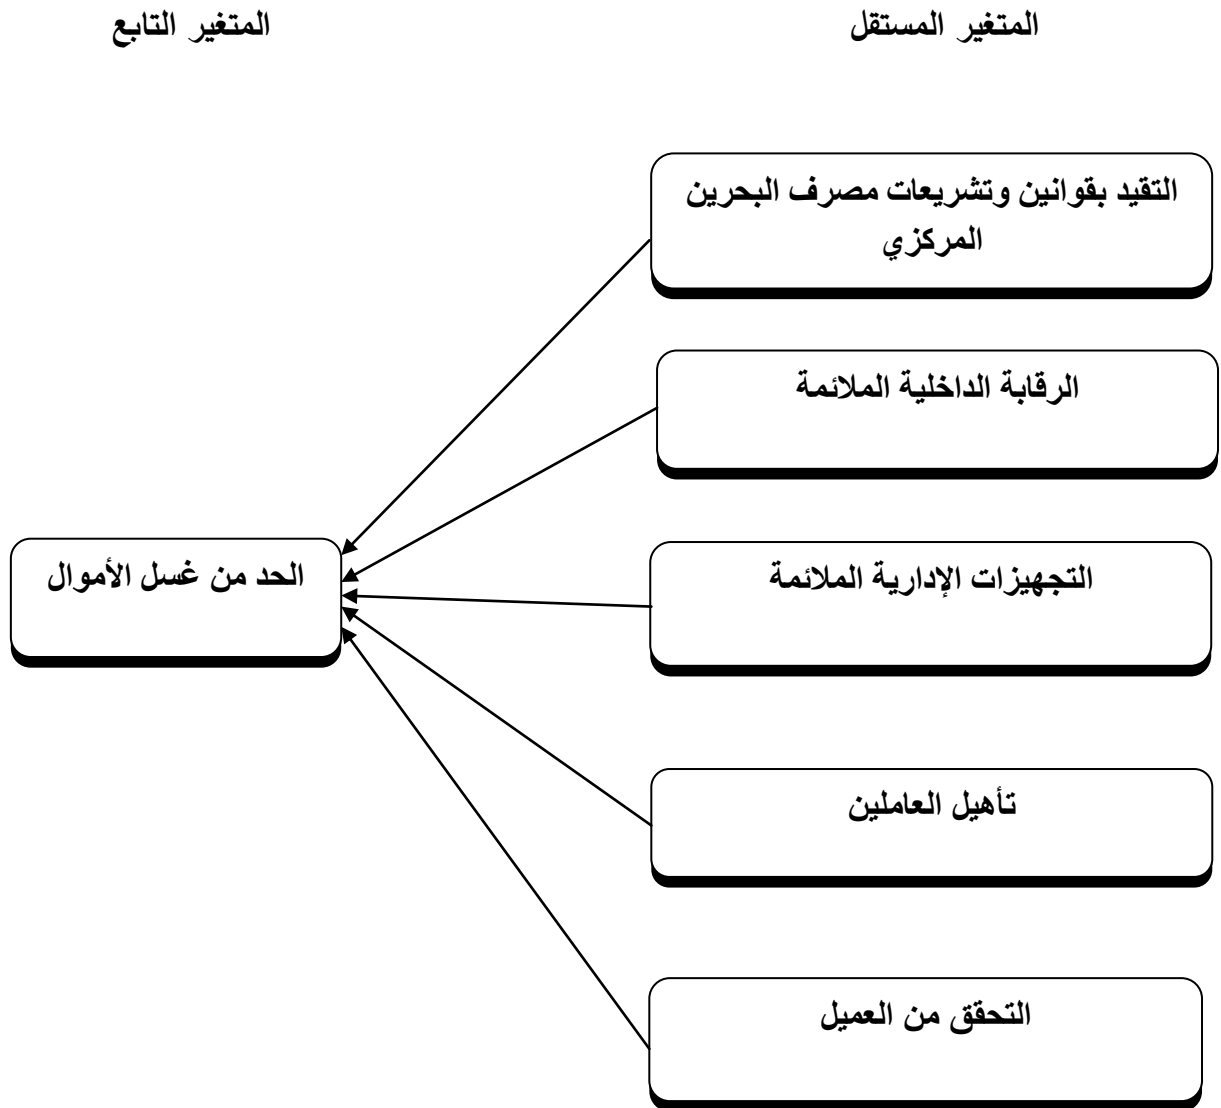 المتغير المستقل
المتغير التابع
التقيد بقوانين وتشريعات مصرف البحرين
المركزي
الرقابة الداخلية الملائمة
التجهيزات الإدارية الملائمة
الحد من غسل الأموال
تأهيل العاملين
التحقق من العميل